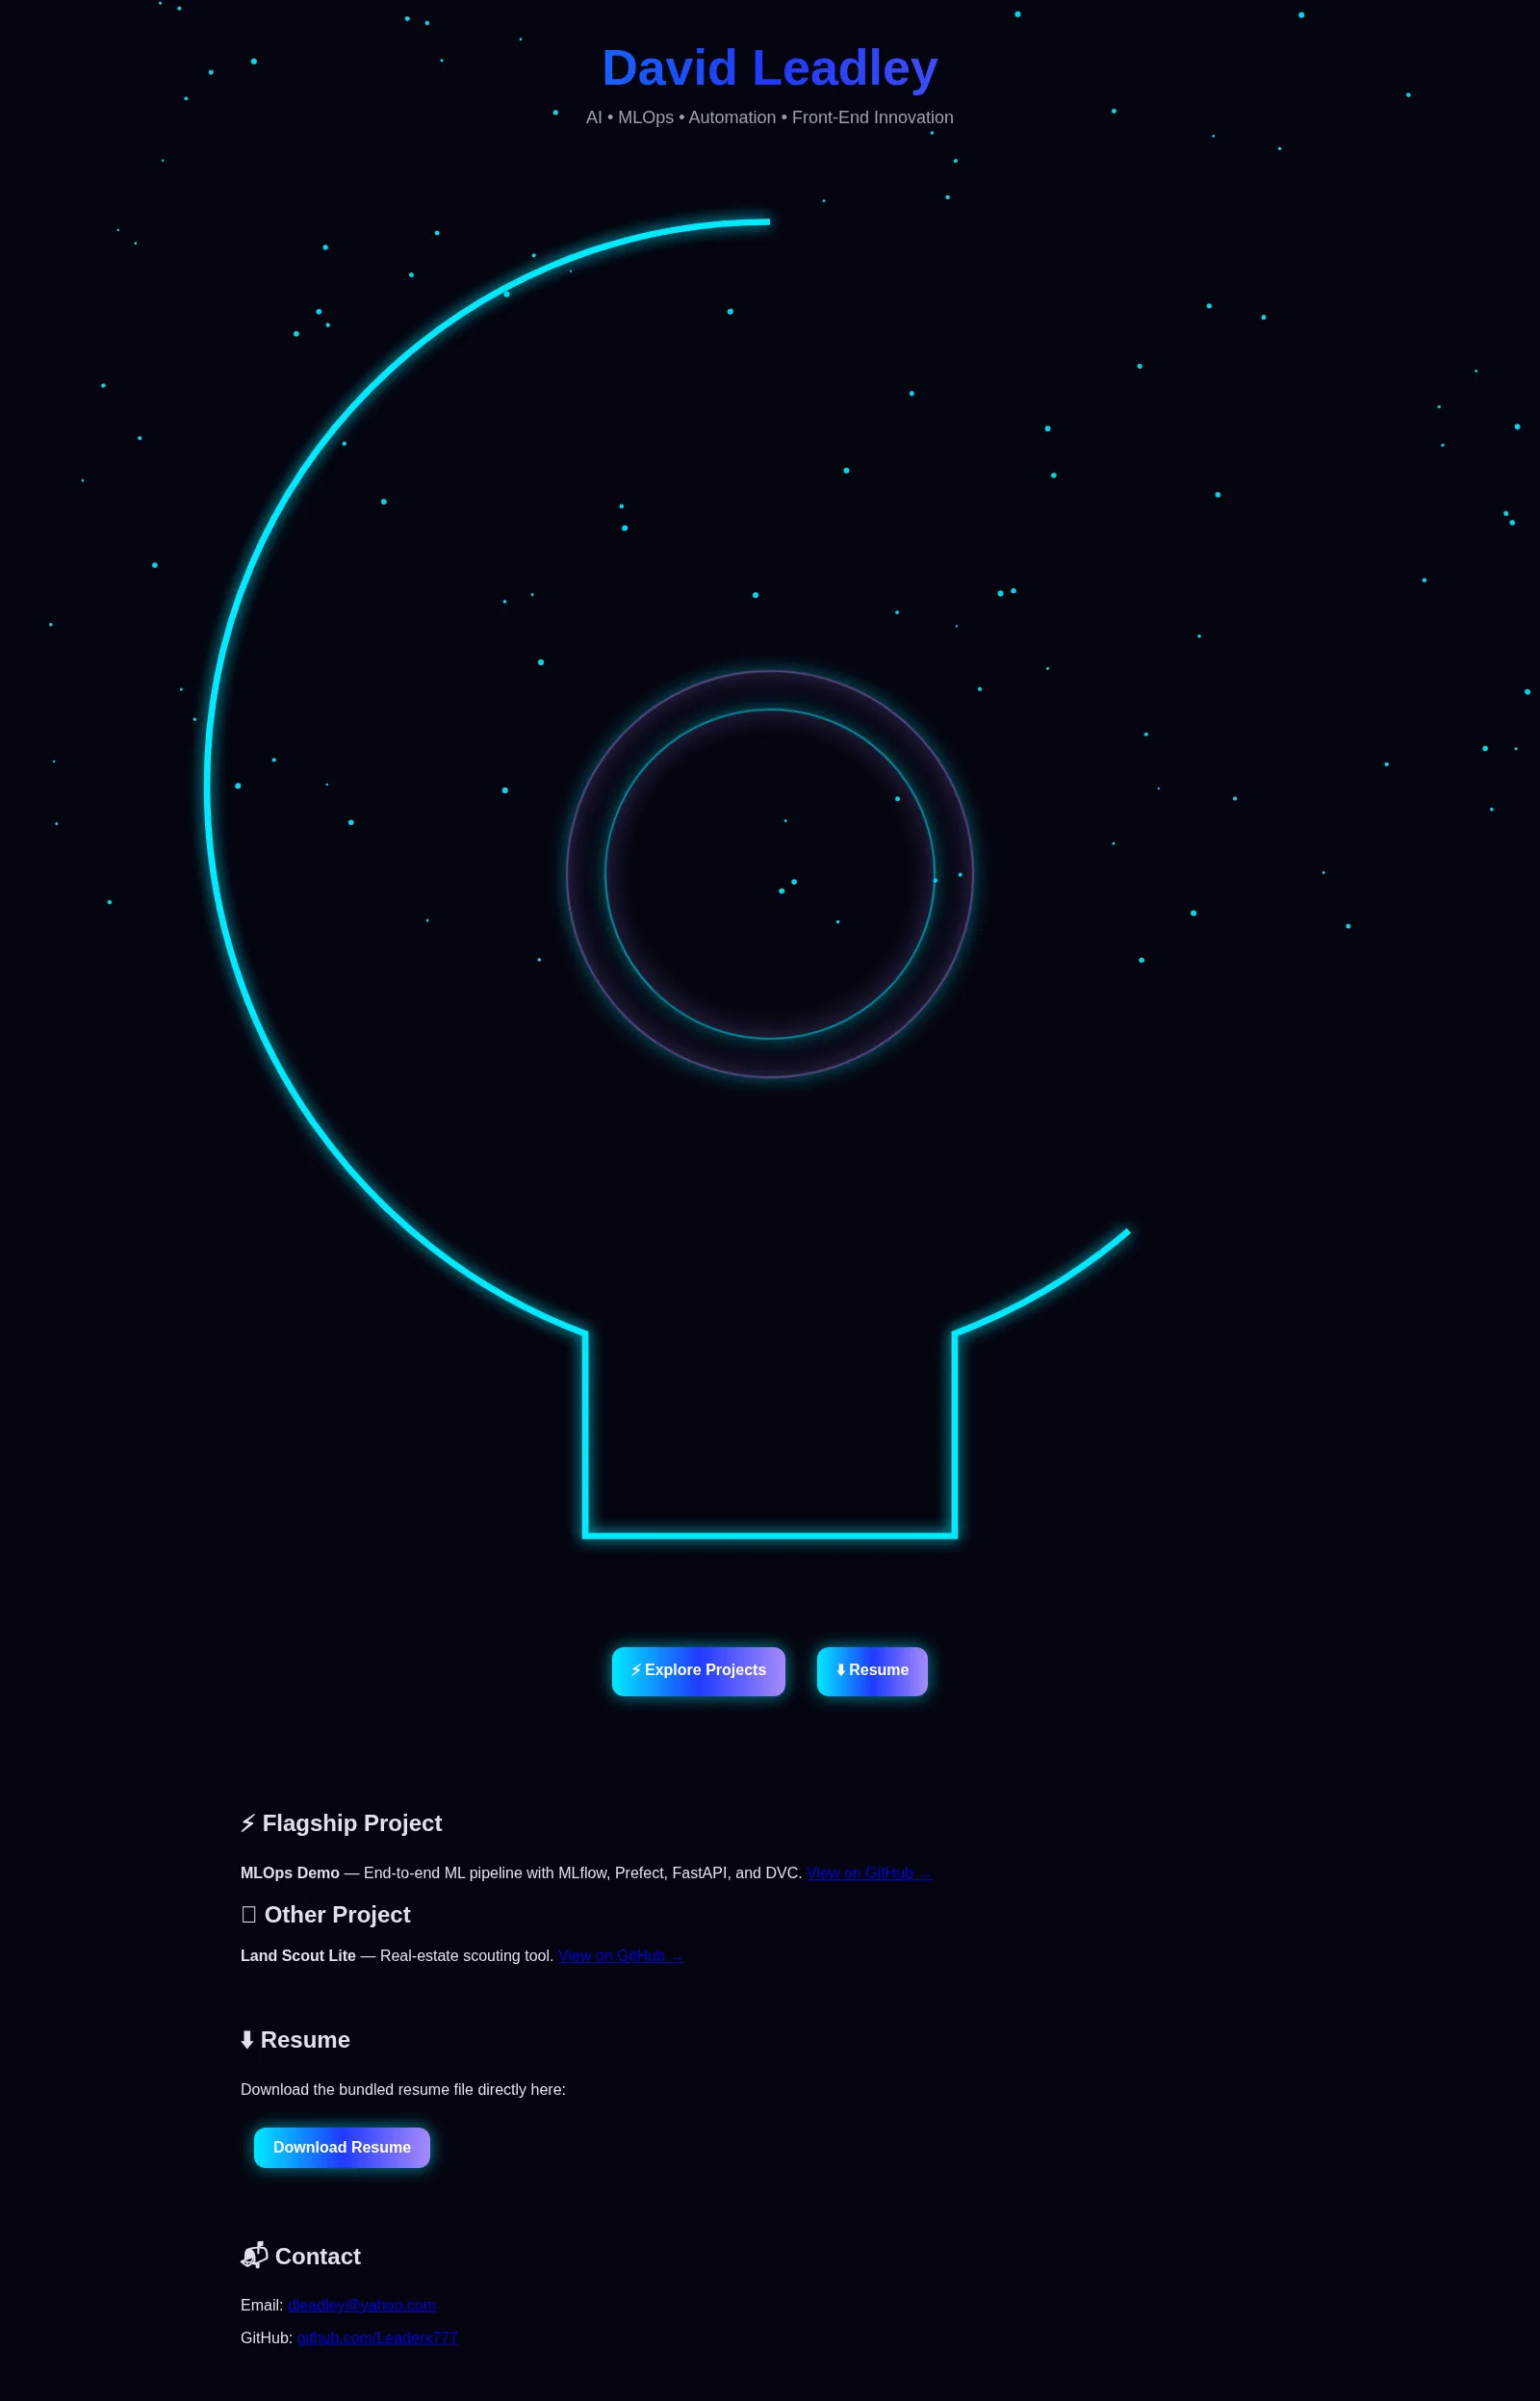 David Leadley
AI • MLOps • Automation • Front-End Innovation
⚡ Explore Projects
⬇ Resume
⚡ Flagship Project
MLOps Demo — End-to-end ML pipeline with MLflow, Prefect, FastAPI, and DVC. View on GitHub →
Other Project
Land Scout Lite — Real-estate scouting tool. View on GitHub →
⬇ Resume
Download the bundled resume file directly here:
Download Resume
📬 Contact
Email: dleadley@yahoo.com
GitHub: github.com/Leaderx777